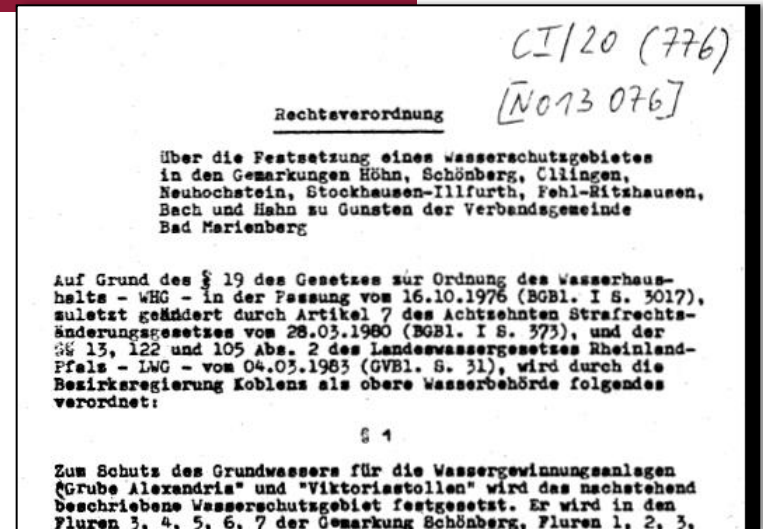 CI/20 (776)
[N013 076]
Rechtsverordnung
über die Festsetzung eines Wasserschutzgebietes
in den Gemarkungen Höhn, Schönberg, Cllingen,
Neuhochstein, Stockhausen-Illfurth, Fehl-Ritzhausen,
Bach und Hahn zu Gunsten der Verbandsgemeinde
Bad Marienberg
Auf Grund des § 19 des Gesetzes zur Ordnung des Wasserhaus-
halts - WHG - in der Fassung vom 16.10.1976 (BGBl. I S. 3017),
zuletzt geändert durch Artikel 7 des Achtzehnten Strafrechts-
änderungsgesetzes vom 28.03.1980 (BGBl. I S. 373), und der
§§ 13, 122 und 105 Abs. 2 des Landeswassergesetzes Rheinland-
Pfalz - LWG - vom 04.03.1983 (GVBl. S. 31), wird durch die
Bezirksregierung Koblenz als obere Wasserbehörde folgendes
verordnet:
§ 1
Zum Schutz des Grundwassers für die Wassergewinnungsanlagen
"Grube Alexandria" und "Viktoriastollen" wird das nachstehend
beschriebene Wasserschutzgebiet festgesetzt. Er wird in den
Fluren 3, 4, 5, 6, 7 der Gemarkung Schönberg, Fluren 1, 2, 3,